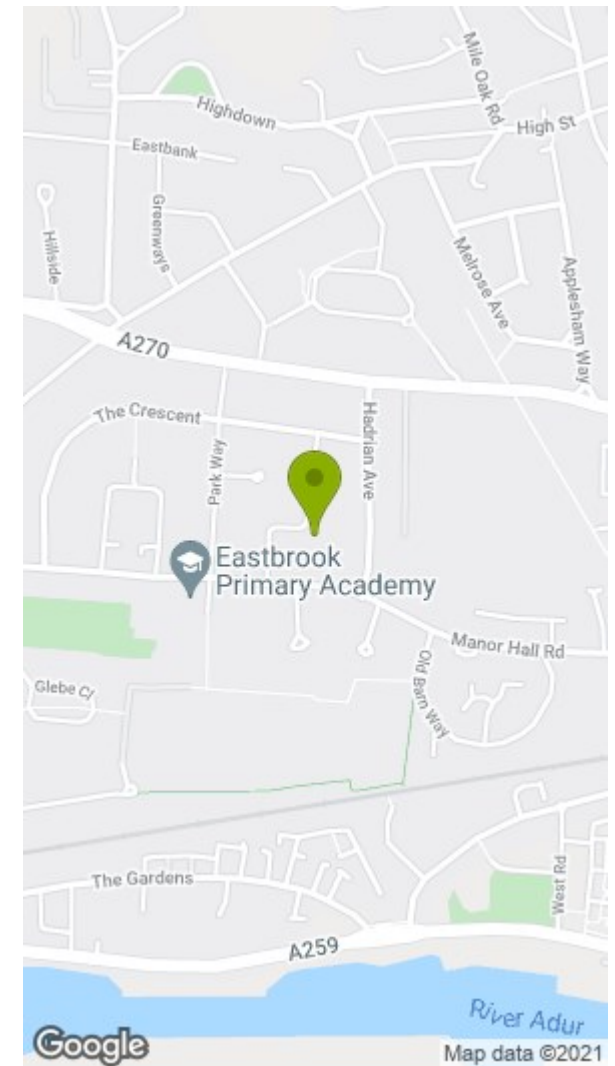 Mile Oak Rd
Highdown
High St
Eastbank
Greenways
Hillside
Melrose Ave
Applesham Way
A270
The Crescent
Hadrian Ave
Park Way
Eastbrook
Primary Academy
Manor Hall Rd
Old Barn Way
Glebe Cl
The Gardens
West Rd
A259
River Adur
Google
Map data ©2021